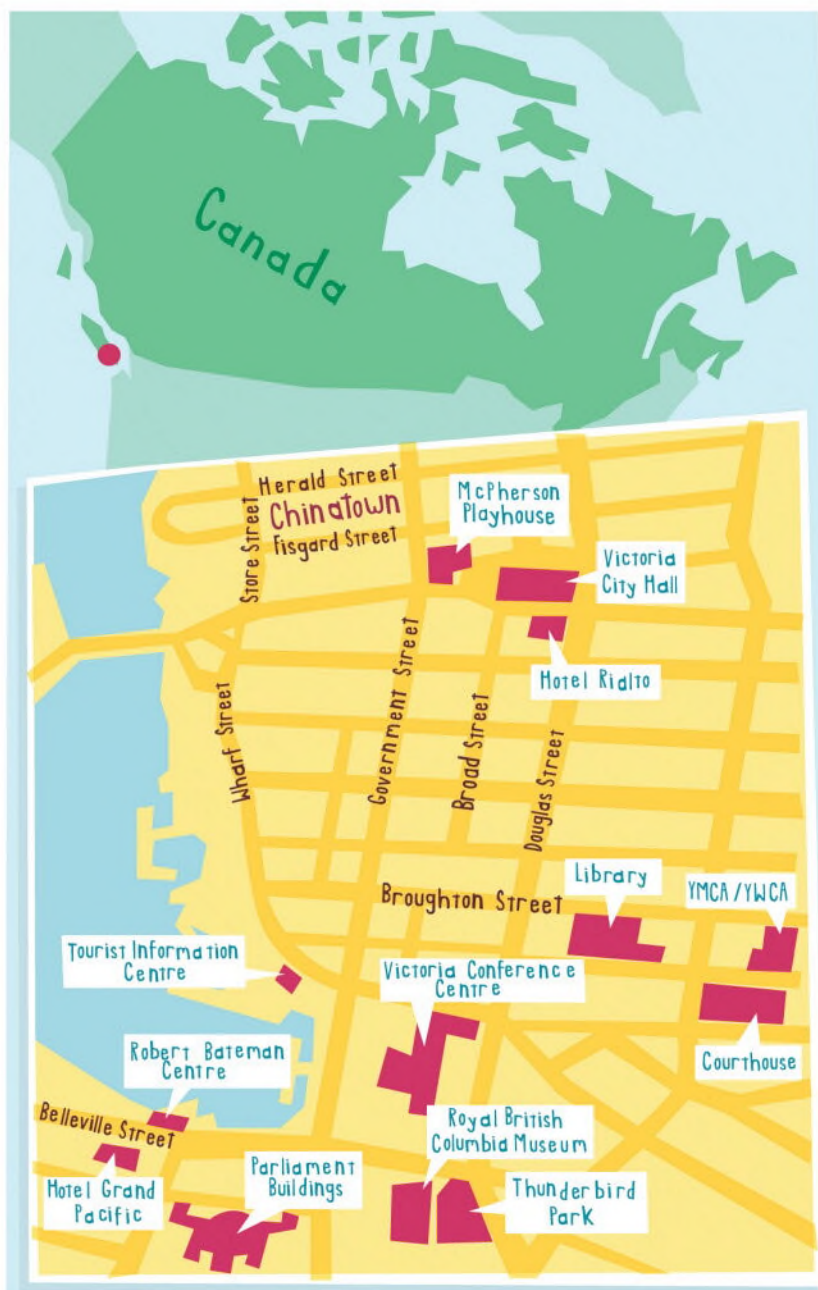 Canada
Herald Street
Chinatown
Fisgard Street
Store Street
McPherson
Playhouse
Victoria
City Hall
Hotel Rialto
Wharf Street
Government Street
Broad Street
Douglas Street
Broughton Street
Library
YMCA/YWCA
Tourist Information
Centre
Victoria Conference
Centre
Courthouse
Robert Bateman
Centre
Belleville Street
Royal British
Columbia Museum
Hotel Grand
Pacific
Parliament
Buildings
Thunderbird
Park